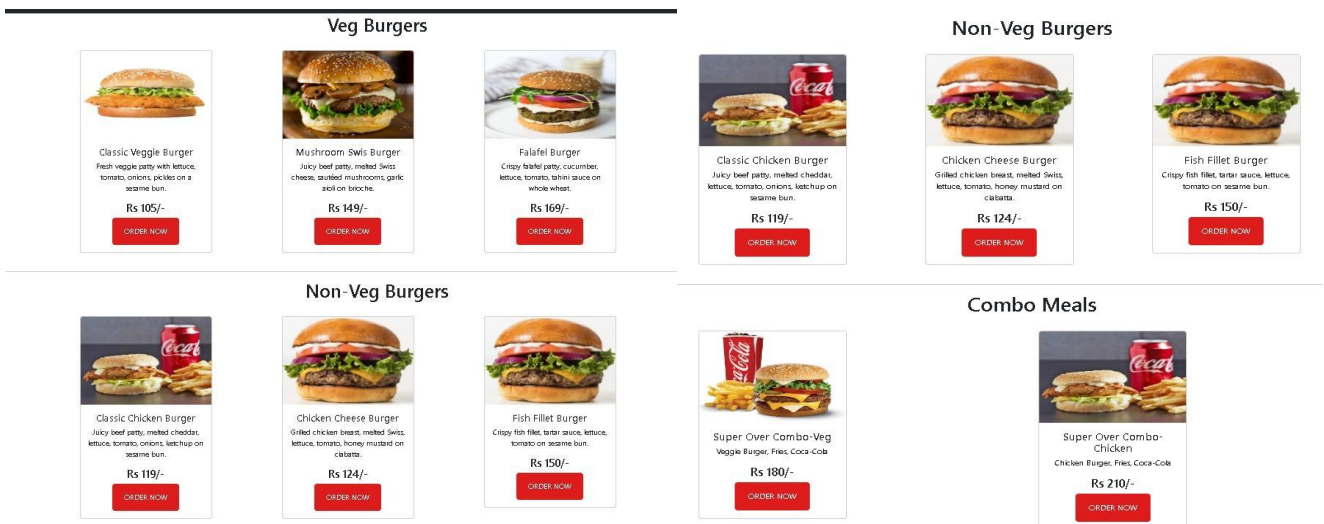 Veg Burgers
Classic Veggie Burger
Fresh veggie patty with lettuce,
tomato, onions, pickles on a
sesame bun.
Rs 105/-
ORDER NOW
Mushroom Swis Burger
Juicy beef patty, melted Swiss
cheese, sautéed mushrooms, garlic
aioli on brioche.
Rs 149/-
ORDER NOW
Falafel Burger
Crispy falafel patty, cucumber,
lettuce, tomato, tahini sauce on
whole wheat.
Rs 169/-
ORDER NOW
Non-Veg Burgers
Coca
Classic Chicken Burger
Juicy beef patty, melted cheddar,
lettuce, tomato, onions, ketchup on
sesame bun.
Rs 119/-
ORDER NOW
Chicken Cheese Burger
Grilled chicken breast, melted Swiss,
lettuce, tomato, honey mustard on
ciabatta.
Rs 124/-
ORDER NOW
Fish Fillet Burger
Crispy fish fillet, tartar sauce, lettuce,
tomato on sesame bun.
Rs 150/-
ORDER NOW
Non-Veg Burgers
Coca
Classic Chicken Burger
Juicy beef patty, melted cheddar,
lettuce, tomato, onions, ketchup on
sesame bun.
Rs 119/-
ORDER NOW
Chicken Cheese Burger
Grilled chicken breast, melted Swiss,
lettuce, tomato, honey mustard on
ciabatta.
Rs 124/-
ORDER NOW
Fish Fillet Burger
Crispy fish fillet, tartar sauce, lettuce,
tomato on sesame bun.
Rs 150/-
ORDER NOW
Combo Meals
Coca-Cola
Super Over Combo-Veg
Veggie Burger, Fries, Coca-Cola
Rs 180/-
ORDER NOW
Coca
Super Over Combo-
Chicken
Chicken Burger, Fries, Coca-Cola
Rs 210/-
ORDER NOW